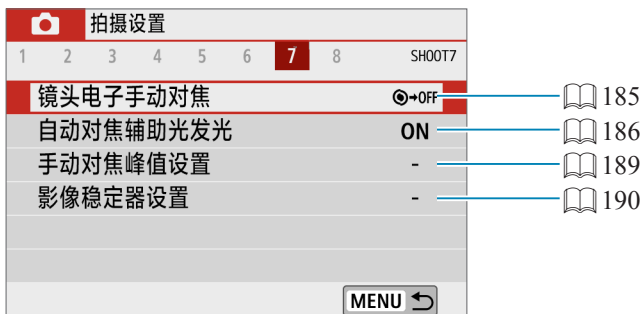 拍摄设置
1 2 3 4 5 6 7 8 SHOOT7
镜头电子手动对焦 →OFF 185
自动对焦辅助光发光 ON 186
手动对焦峰值设置 - 189
影像稳定器设置 - 190
MENU